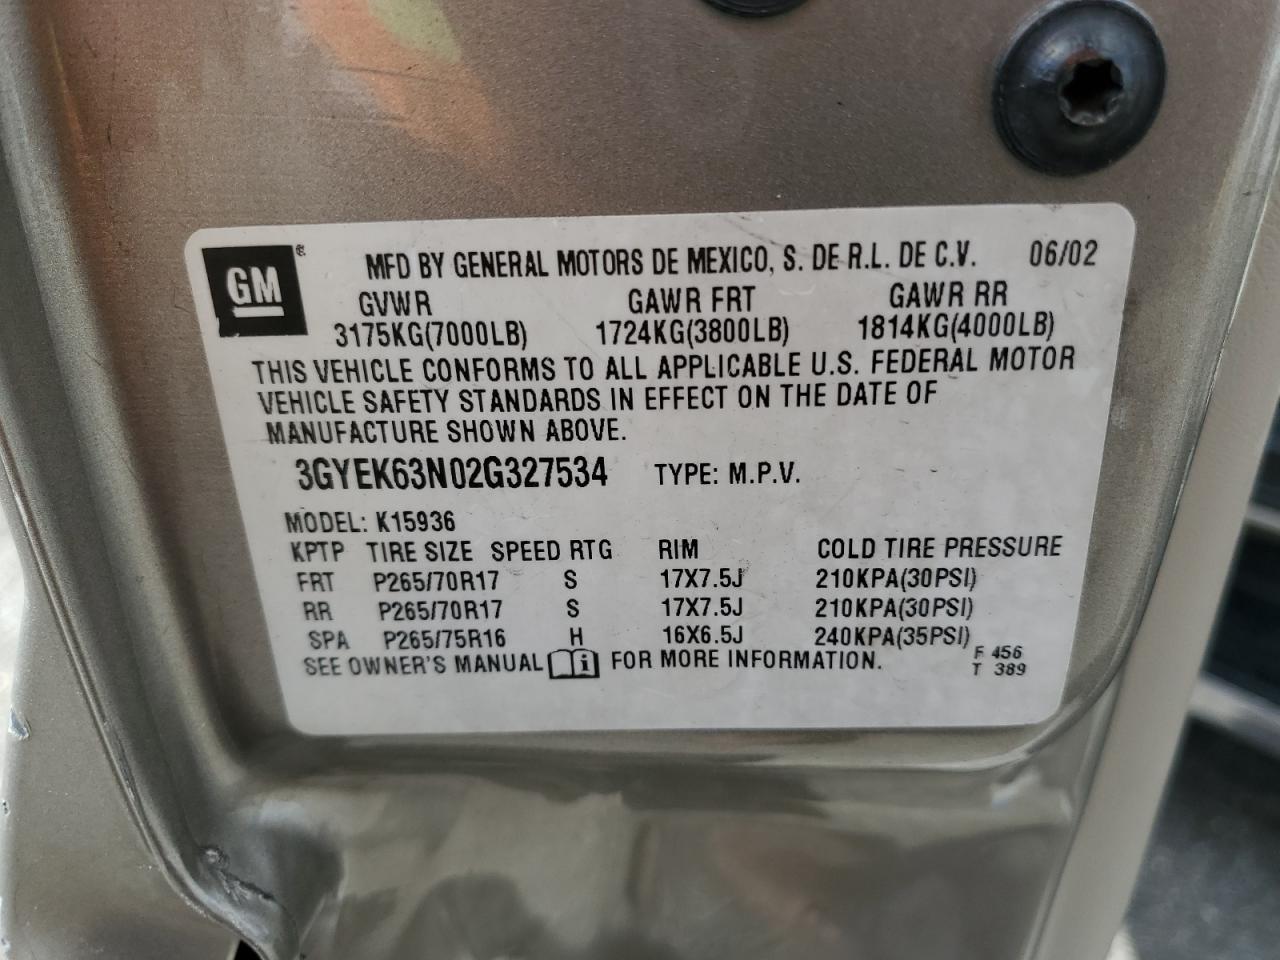 GM ® MFD BY GENERAL MOTORS DE MEXICO, S. DE R.L. DE C.V. 06/02
GVWR GAWR FRT GAWR RR
3175KG(7000LB) 1724KG(3800LB) 1814KG(4000LB)
THIS VEHICLE CONFORMS TO ALL APPLICABLE U.S. FEDERAL MOTOR
VEHICLE SAFETY STANDARDS IN EFFECT ON THE DATE OF
MANUFACTURE SHOWN ABOVE.
3GYEK63N02G327534 TYPE: M.P.V.
MODEL: K15936
KPTP TIRE SIZE SPEED RTG RIM COLD TIRE PRESSURE
FRT P265/70R17 S 17X7.5J 210KPA(30PSI)
RR P265/70R17 S 17X7.5J 210KPA(30PSI)
SPA P265/75R16 H 16X6.5J 240KPA(35PSI)
SEE OWNER'S MANUAL i FOR MORE INFORMATION.
F 456
T 389